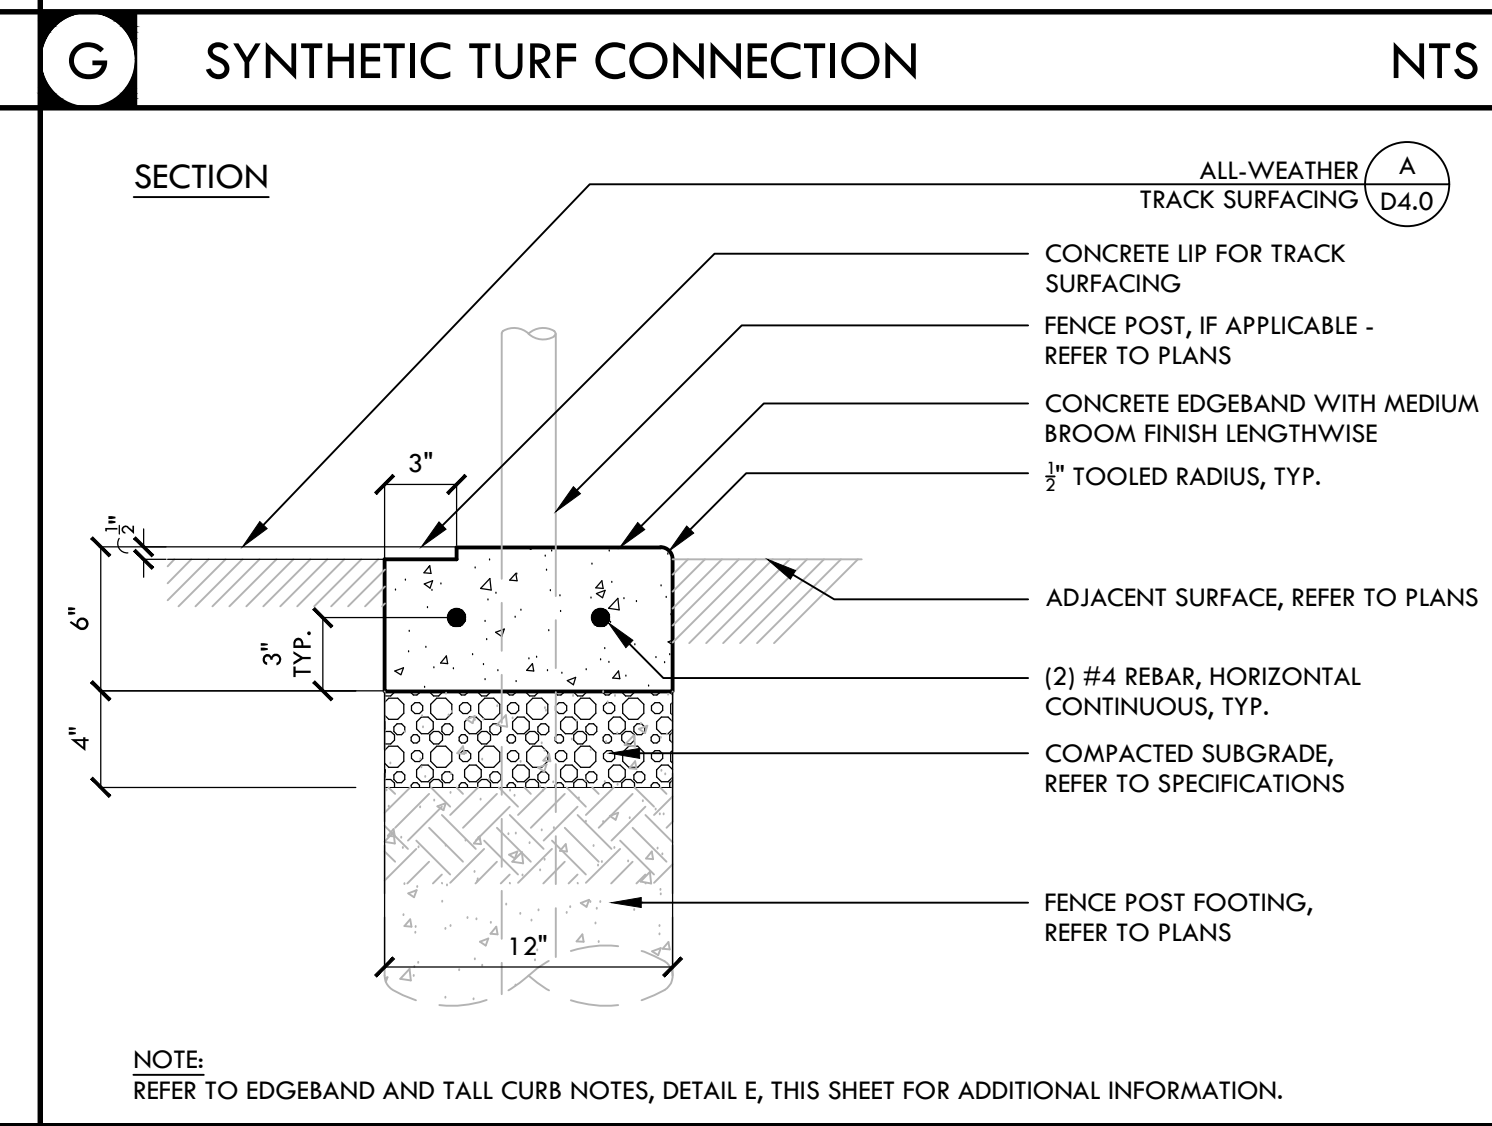 G SYNTHETIC TURF CONNECTION NTS
SECTION
ALL-WEATHER
TRACK SURFACING
A
D4.0
CONCRETE LIP FOR TRACK
SURFACING
FENCE POST, IF APPLICABLE -
REFER TO PLANS
CONCRETE EDGEBAND WITH MEDIUM
BROOM FINISH LENGTHWISE
½" TOOLED RADIUS, TYP.
3"
½"
6"
3"
TYP.
4"
ADJACENT SURFACE, REFER TO PLANS
(2) #4 REBAR, HORIZONTAL
CONTINUOUS, TYP.
COMPACTED SUBGRADE,
REFER TO SPECIFICATIONS
FENCE POST FOOTING,
REFER TO PLANS
12"
NOTE:
REFER TO EDGEBAND AND TALL CURB NOTES, DETAIL E, THIS SHEET FOR ADDITIONAL INFORMATION.